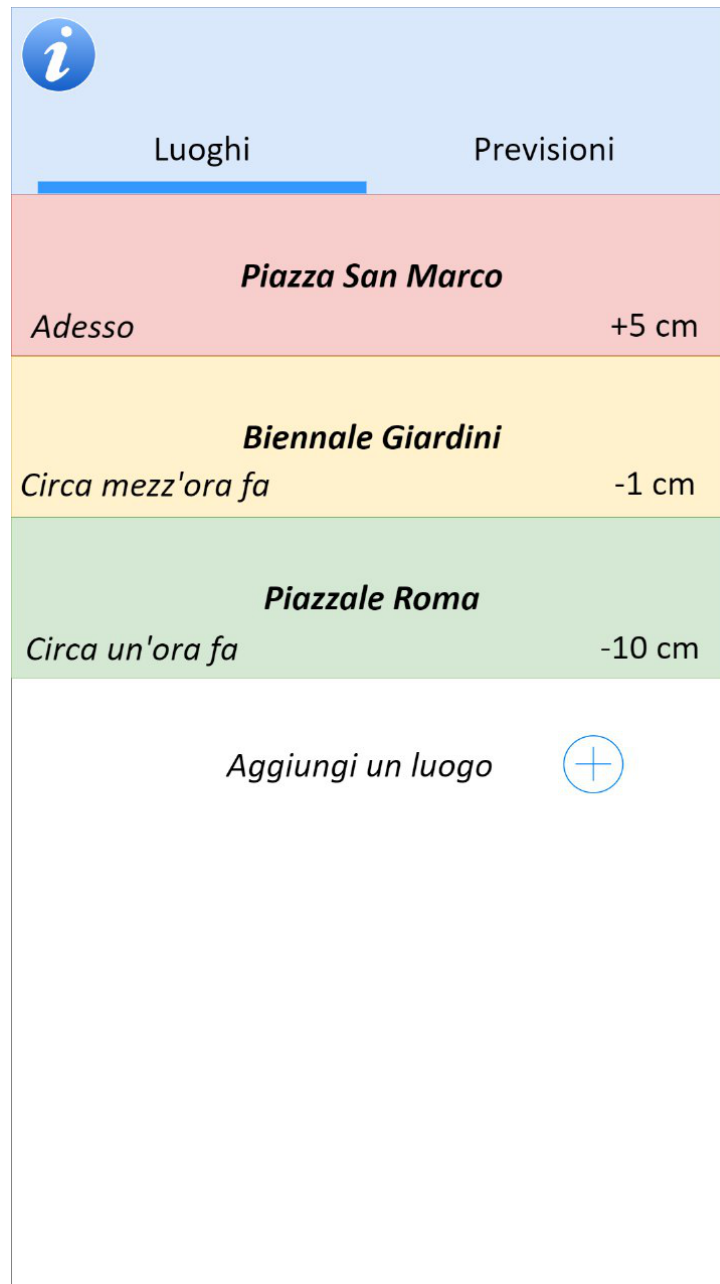 i
Luoghi Previsioni
Piazza San Marco
Adesso +5 cm
Biennale Giardini
Circa mezz'ora fa -1 cm
Piazzale Roma
Circa un'ora fa -10 cm
Aggiungi un luogo